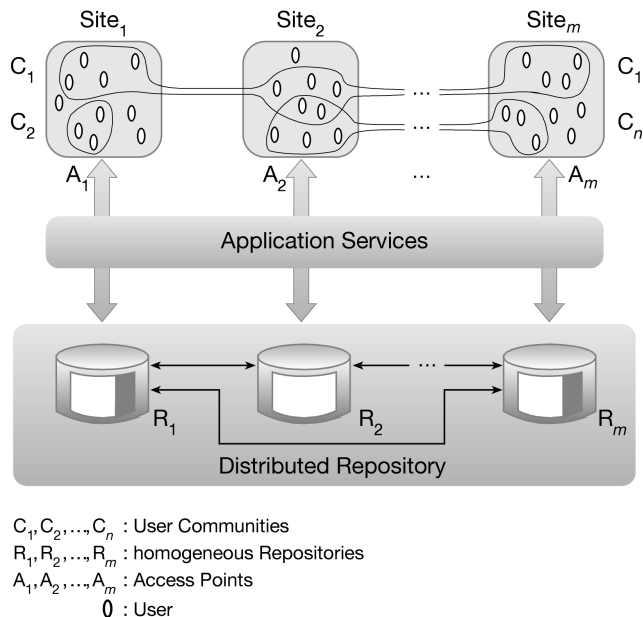 Site1 Site2 Sitem
C1 C1
C2 ... Cn
...
A1 A2 ... Am
Application Services
...
R1 R2 Rm
Distributed Repository
C1, C2, ..., Cn : User Communities
R1, R2, ..., Rm : homogeneous Repositories
A1, A2, ..., Am : Access Points
: User